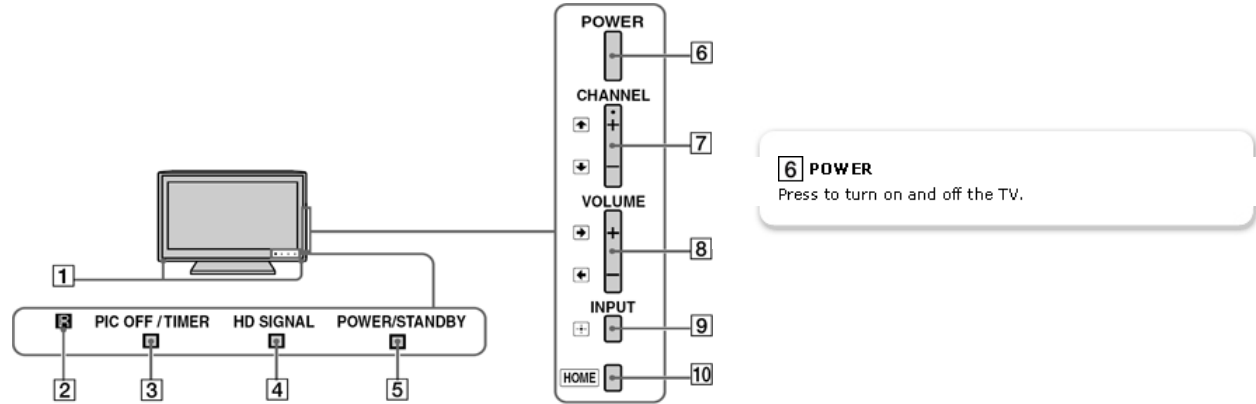 POWER
6
CHANNEL
+
7
−
VOLUME
+
8
−
INPUT
9
HOME
10
1
R PIC OFF / TIMER HD SIGNAL POWER/STANDBY
2 3 4 5
6 POWER
Press to turn on and off the TV.